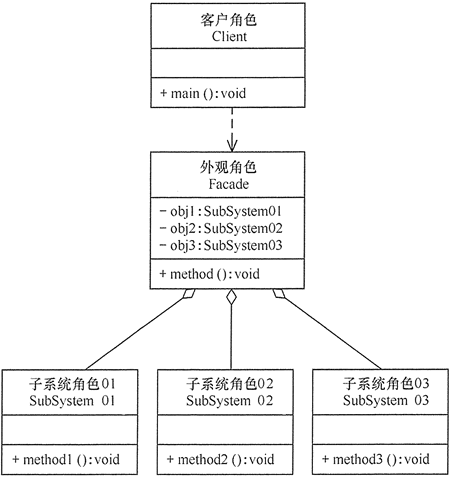 客户角色
Client
+ main ():void
外观角色
Facade
- obj1:SubSystem01
- obj2:SubSystem02
- obj3:SubSystem03
+ method ():void
子系统角色01
SubSystem 01
+ method1 ():void
子系统角色02
SubSystem 02
+ method2 ():void
子系统角色03
SubSystem 03
+ method3 ():void